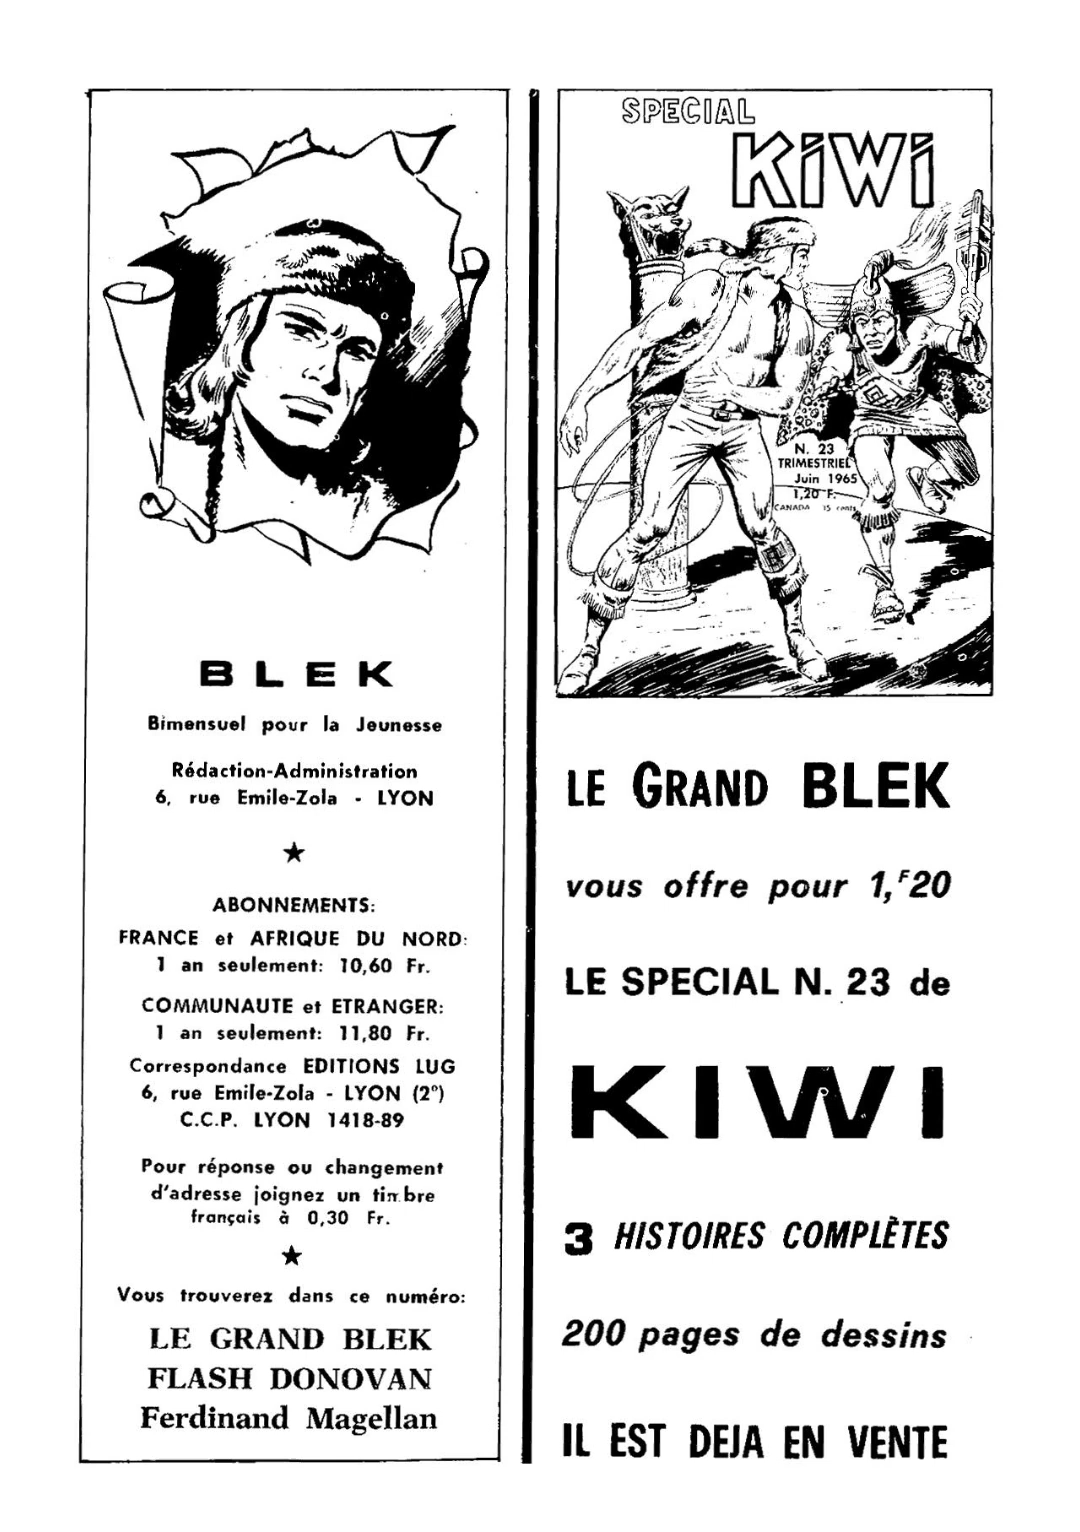 BLEK
Bimensuel pour la Jeunesse
Rédaction-Administration
6, rue Emile-Zola - LYON
ABONNEMENTS:
FRANCE et AFRIQUE DU NORD:
1 an seulement: 10,60 Fr.
COMMUNAUTE et ETRANGER:
1 an seulement: 11,80 Fr.
Correspondance EDITIONS LUG
6, rue Emile-Zola - LYON (2°)
C.C.P. LYON 1418-89
Pour réponse ou changement
d'adresse joignez un timbre
français à 0,30 Fr.
Vous trouverez dans ce numéro:
LE GRAND BLEK
FLASH DONOVAN
Ferdinand Magellan
SPECIAL
KiWi
N. 23
TRIMESTRIEL
Juin 1965
1,20 F.
CANADA 35 cents
LE GRAND BLEK
vous offre pour 1,F20
LE SPECIAL N. 23 de
KIWI
3 HISTOIRES COMPLÈTES
200 pages de dessins
IL EST DEJA EN VENTE